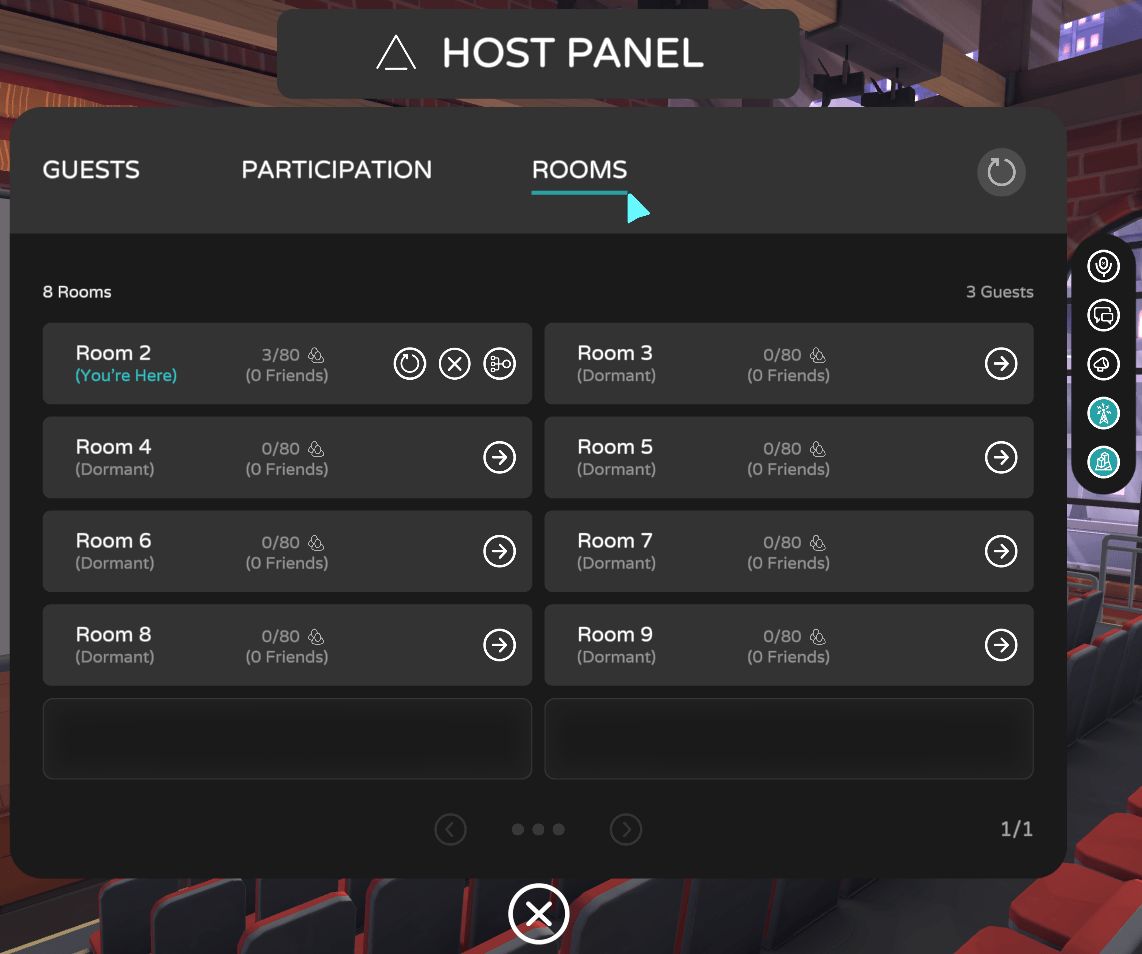 HOST PANEL
GUESTS PARTICIPATION ROOMS
8 Rooms 3 Guests
Room 2 3/80
(You're Here) (0 Friends)
Room 3 0/80
(Dormant) (0 Friends)
Room 4 0/80
(Dormant) (0 Friends)
Room 5 0/80
(Dormant) (0 Friends)
Room 6 0/80
(Dormant) (0 Friends)
Room 7 0/80
(Dormant) (0 Friends)
Room 8 0/80
(Dormant) (0 Friends)
Room 9 0/80
(Dormant) (0 Friends)
1/1